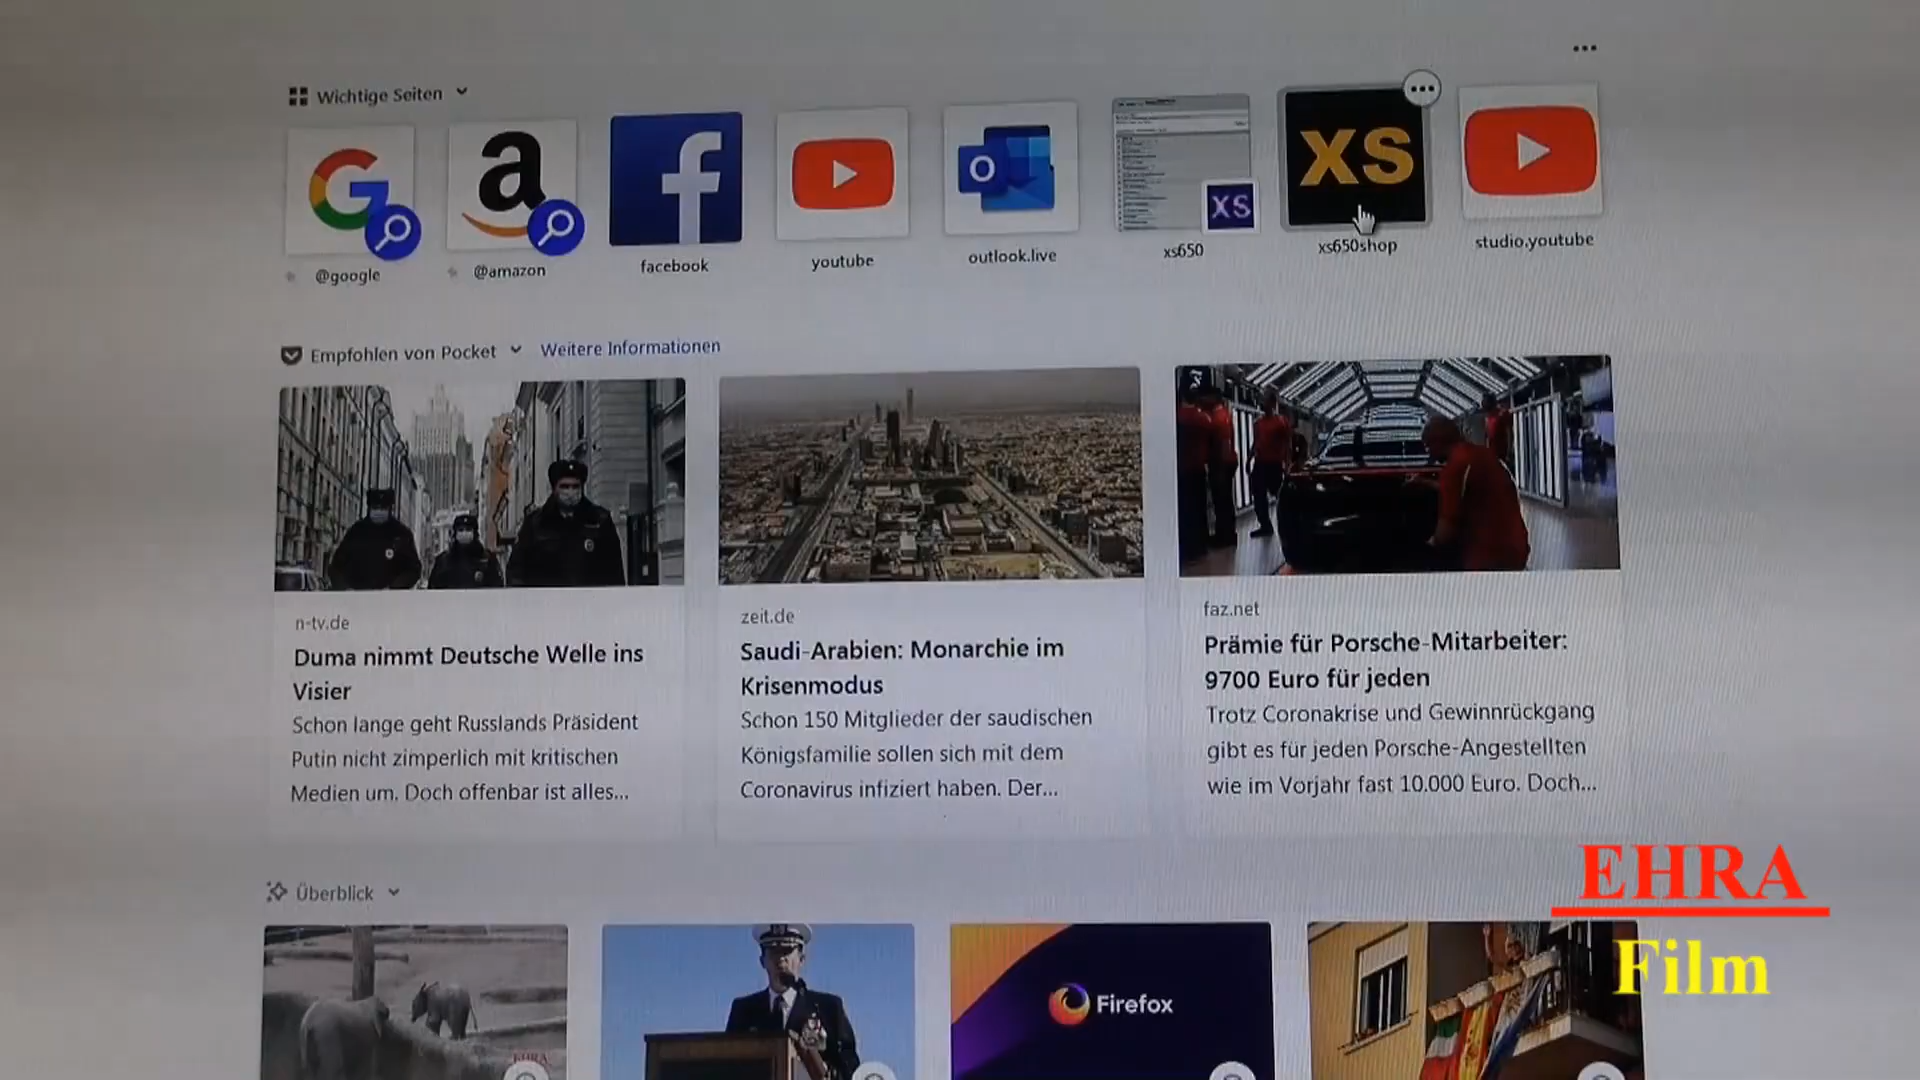 Wichtige Seiten
a
f
O
XS
XS
@google
@amazon
facebook
youtube
outlook.live
xs650
xs650shop
studio.youtube
Empfohlen von Pocket
Weitere Informationen
n-tv.de
Duma nimmt Deutsche Welle ins
Visier
Schon lange geht Russlands Präsident
Putin nicht zimperlich mit kritischen
Medien um. Doch offenbar ist alles...
zeit.de
Saudi-Arabien: Monarchie im
Krisenmodus
Schon 150 Mitglieder der saudischen
Königsfamilie sollen sich mit dem
Coronavirus infiziert haben. Der...
faz.net
Prämie für Porsche-Mitarbeiter:
9700 Euro für jeden
Trotz Coronakrise und Gewinnrückgang
gibt es für jeden Porsche-Angestellten
wie im Vorjahr fast 10.000 Euro. Doch...
Überblick
EHRA
Firefox
EHRA
Film